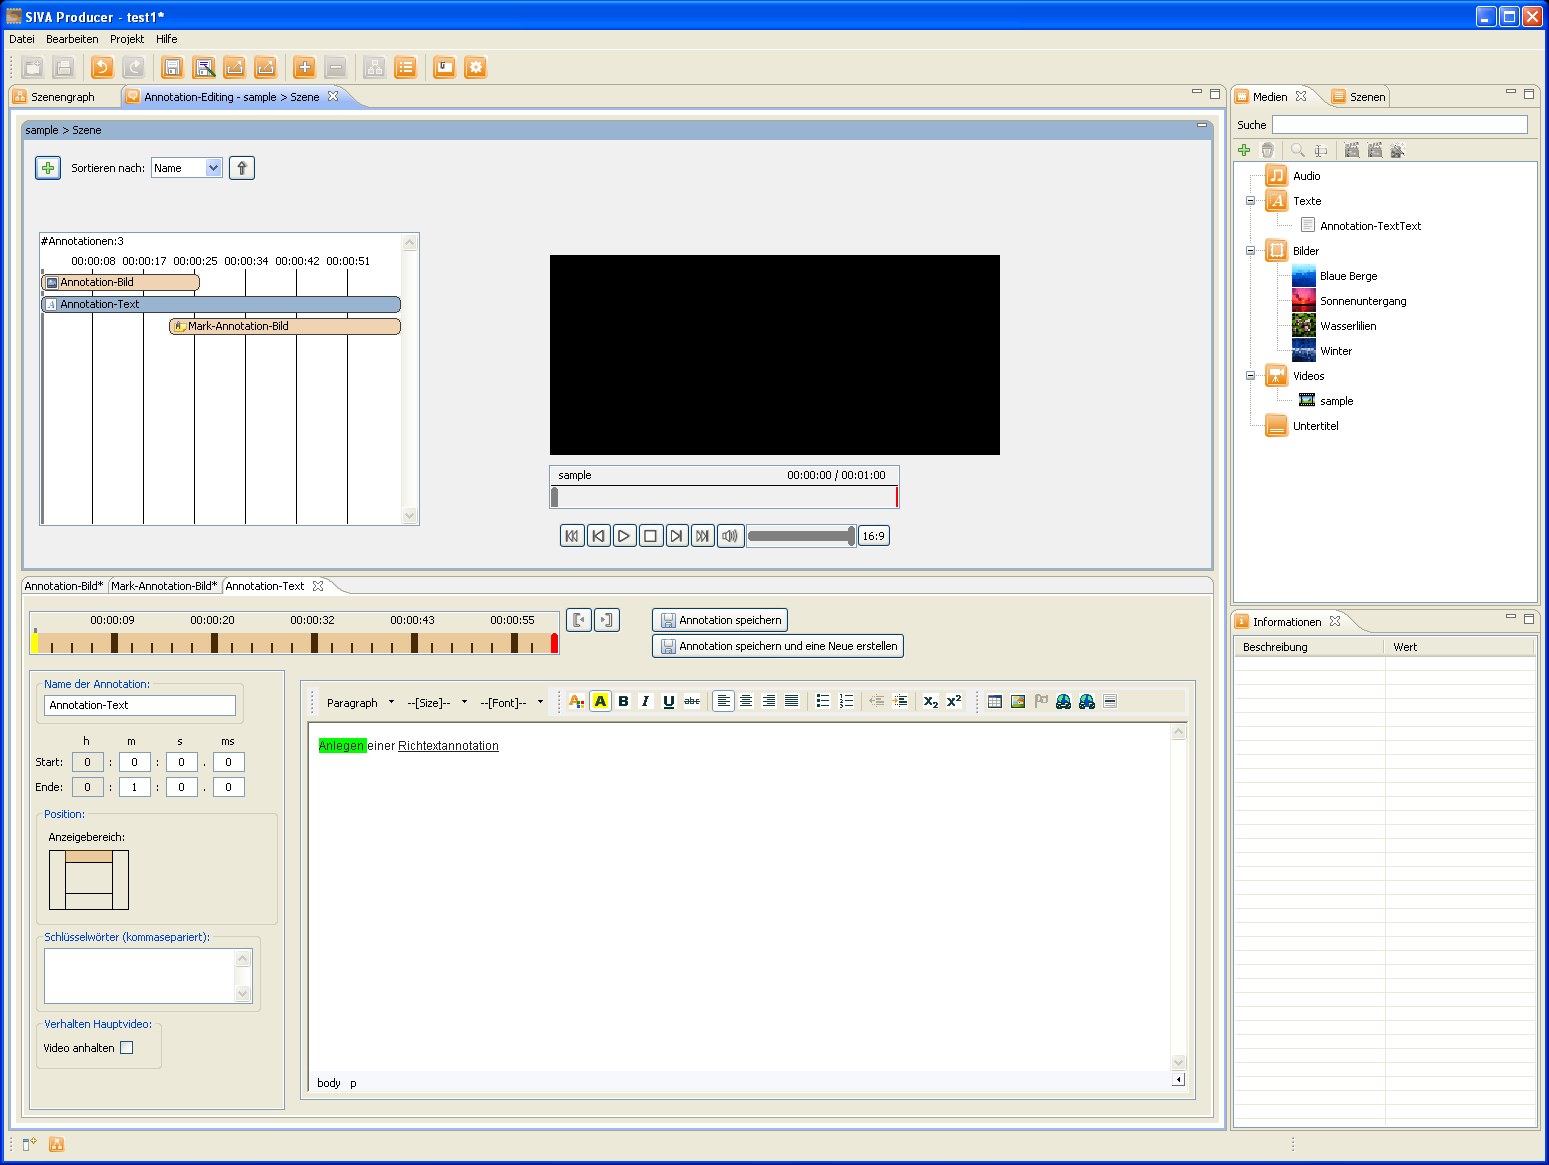 SIVA Producer - test1*
Datei Bearbeiten Projekt Hilfe
Szenengraph
Annotation-Editing - sample > Szene
sample > Szene
Sortieren nach: Name
#Annotationen:3
00:00:08 00:00:17 00:00:25 00:00:34 00:00:42 00:00:51
Annotation-Bild
Annotation-Text
Mark-Annotation-Bild
sample 00:00:00 / 00:01:00
16:9
Annotation-Bild* Mark-Annotation-Bild* Annotation-Text
00:00:09 00:00:20 00:00:32 00:00:43 00:00:55
Annotation speichern
Annotation speichern und eine Neue erstellen
Name der Annotation:
Annotation-Text
h m s ms
Start: 0 : 0 : 0 . 0
Ende: 0 : 1 : 0 . 0
Position:
Anzeigebereich:
Schlüsselwörter (kommasepariert):
Verhalten Hauptvideo:
Video anhalten
Paragraph --[Size]-- --[Font]-- A B I U abc x₂ x²
Anlegen einer Richtextannotation
body p
Medien Szenen
Suche
Audio
Texte
Annotation-TextText
Bilder
Blaue Berge
Sonnenuntergang
Wasserlilien
Winter
Videos
sample
Untertitel
Informationen
Beschreibung Wert